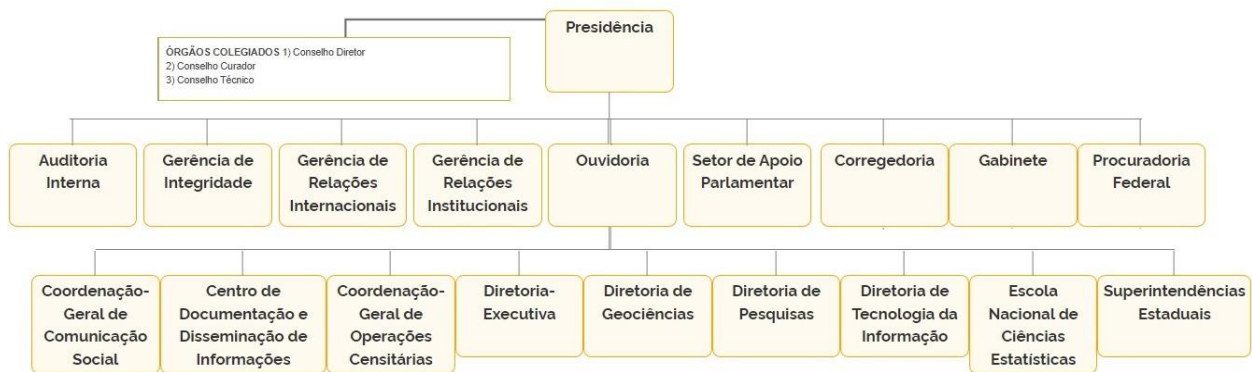 Presidência
ÓRGÃOS COLEGIADOS 1) Conselho Diretor
2) Conselho Curador
3) Conselho Técnico
Auditoria
Interna
Gerência de
Integridade
Gerência de
Relações
Internacionais
Gerência de
Relações
Institucionais
Ouvidoria
Setor de Apoio
Parlamentar
Corregedoria
Gabinete
Procuradoria
Federal
Coordenação-
Geral de
Comunicação
Social
Centro de
Documentação e
Disseminação de
Informações
Coordenação-
Geral de
Operações
Censitárias
Diretoria-
Executiva
Diretoria de
Geociências
Diretoria de
Pesquisas
Diretoria de
Tecnologia da
Informação
Escola
Nacional de
Ciências
Estatísticas
Superintendências
Estaduais